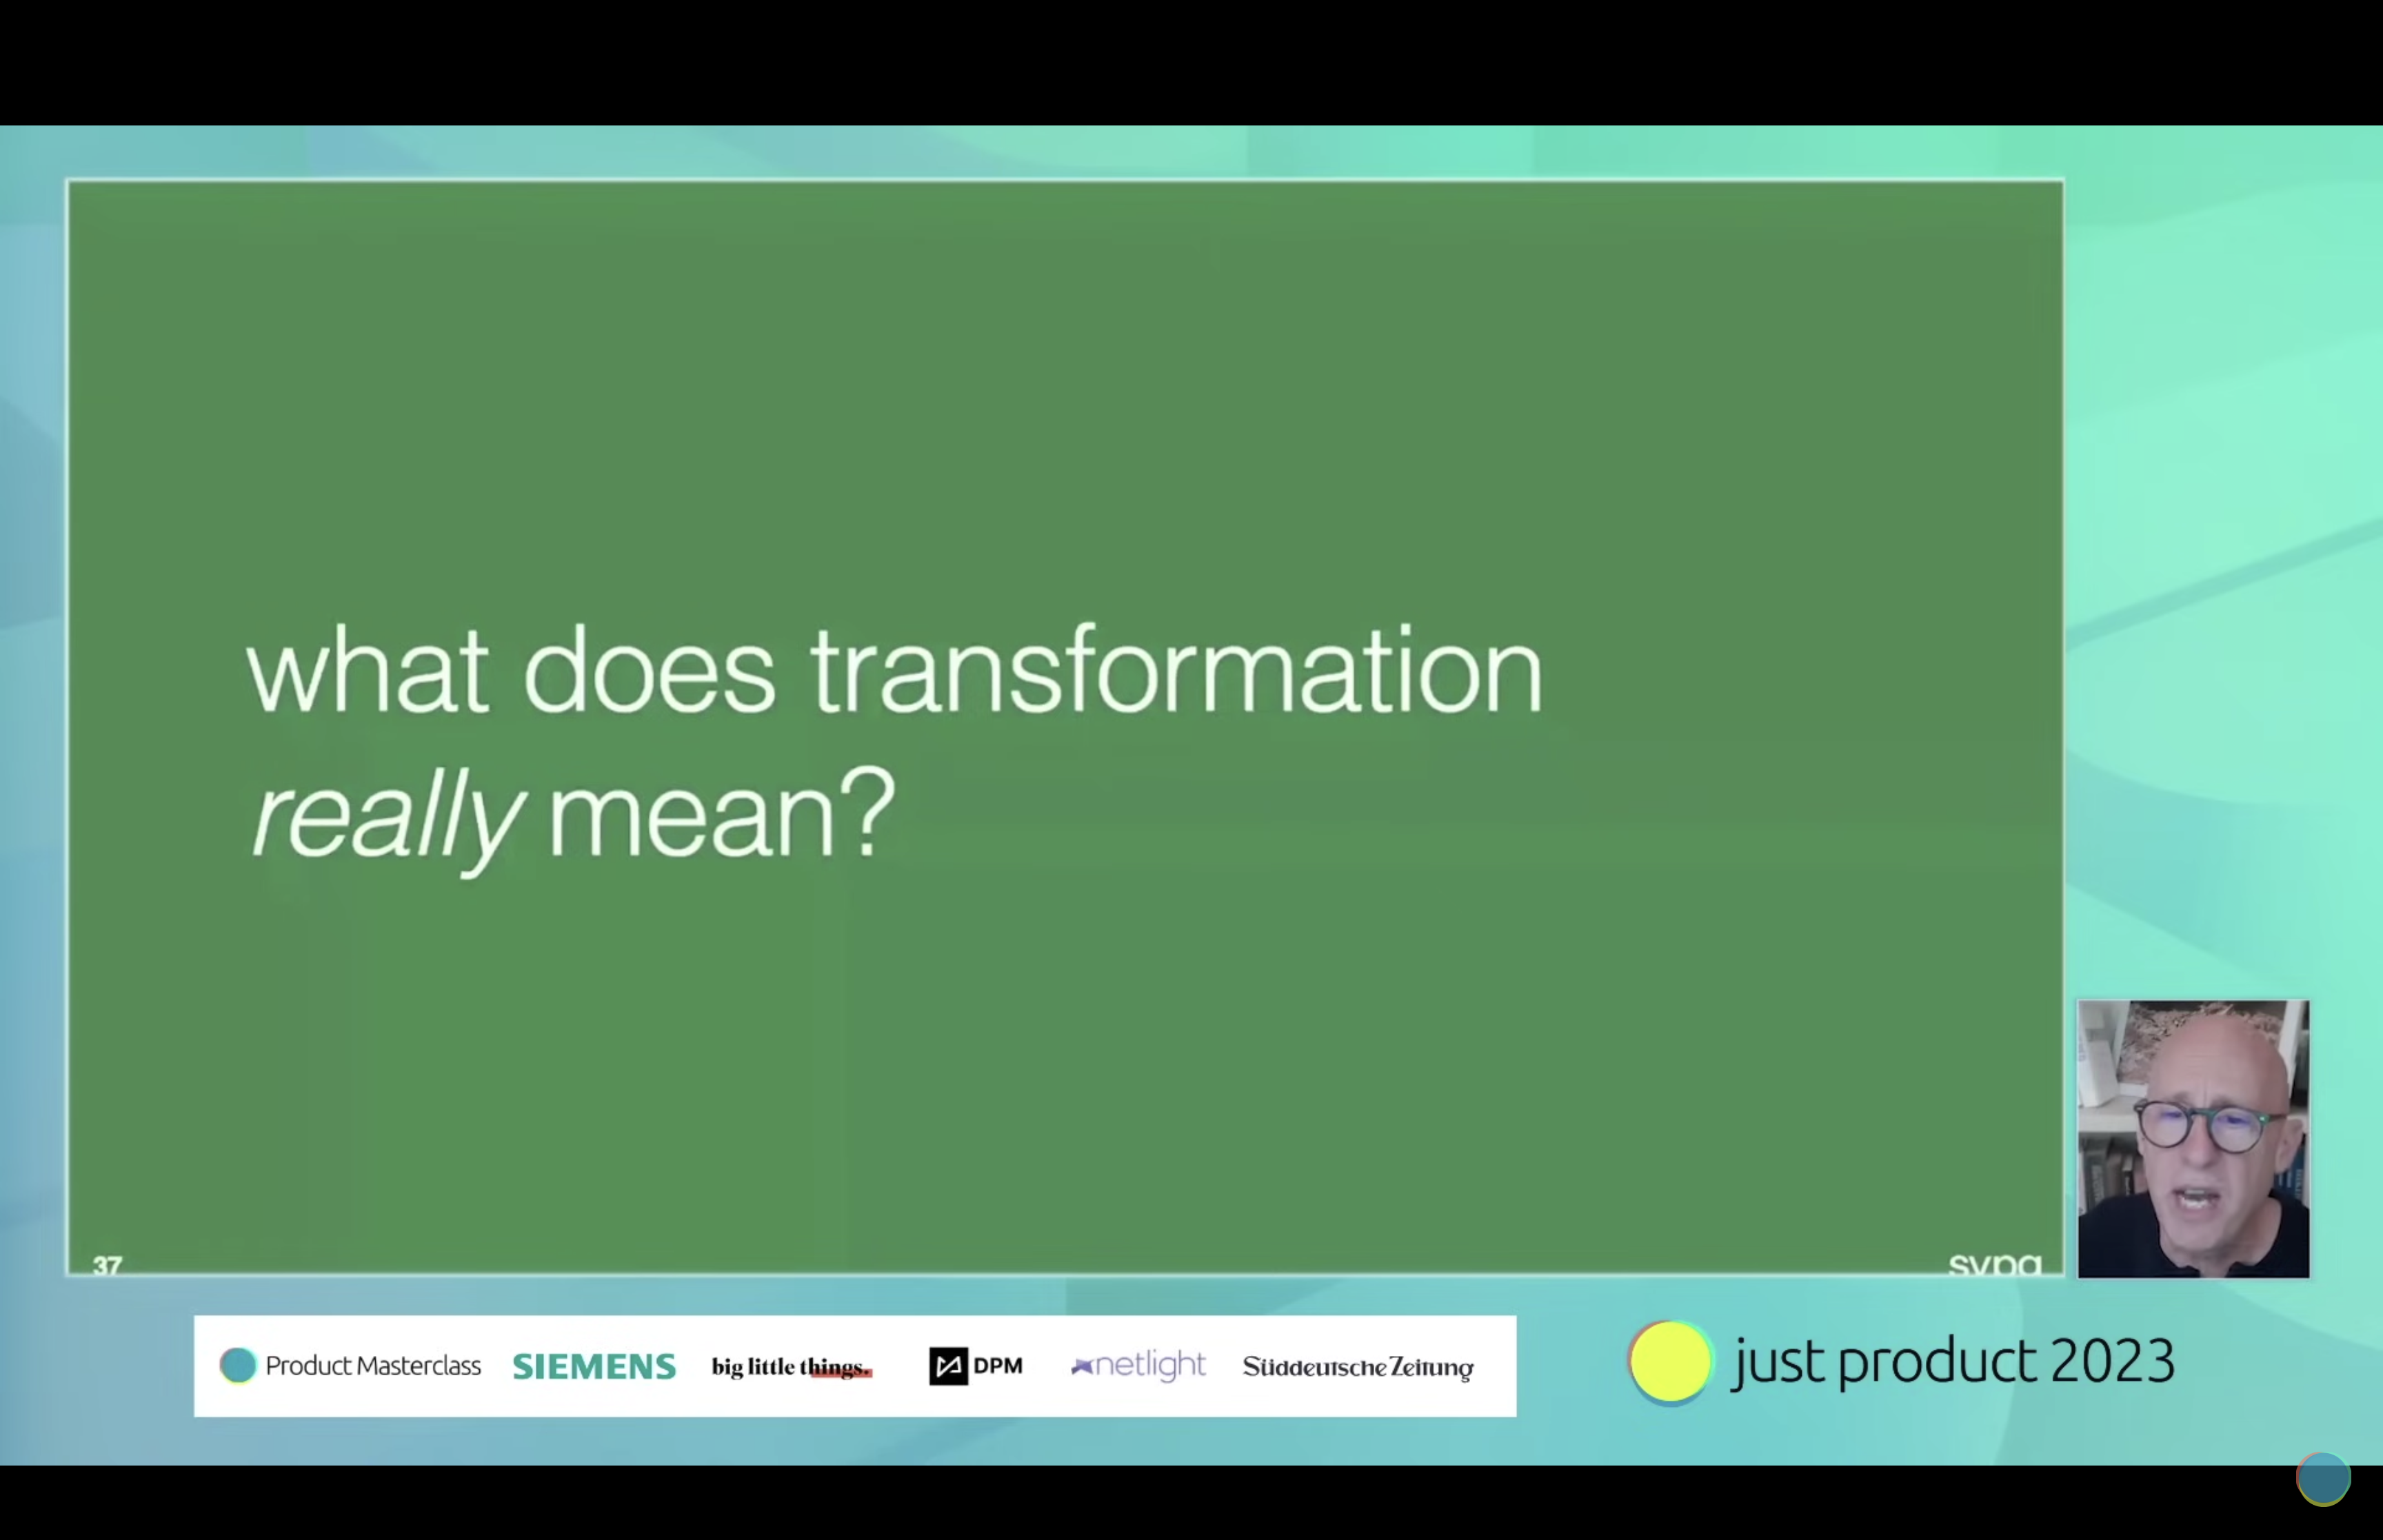 what does transformation
really mean?
37
svpg
Product Masterclass
SIEMENS
big little things.
DPM
netlight
Süddeutsche Zeitung
just product 2023